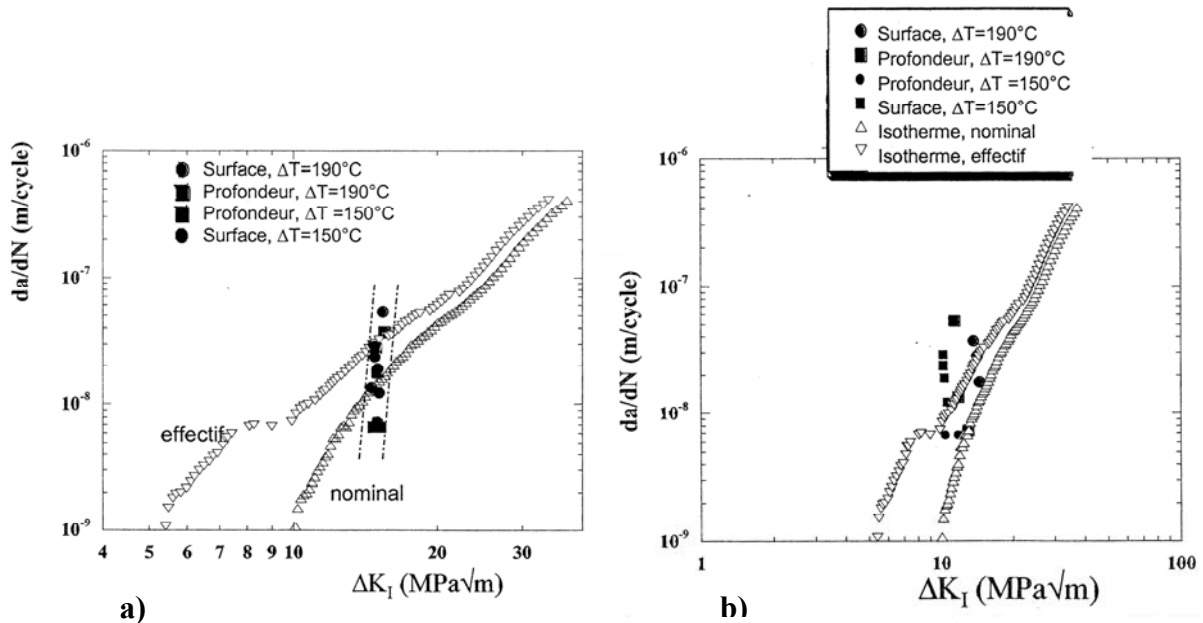 10⁻⁶
Surface, ΔT=190°C
Profondeur, ΔT=190°C
Profondeur, ΔT =150°C
Surface, ΔT=150°C
da/dN (m/cycle)
10⁻⁷
10⁻⁸
effectif
nominal
10⁻⁹
4 5 6 7 8 9 10 20 30
ΔK_I (MPa√m)
a)
Surface, ΔT=190°C
Profondeur, ΔT=190°C
Profondeur, ΔT =150°C
Surface, ΔT=150°C
Isotherme, nominal
Isotherme, effectif
10⁻⁶
da/dN (m/cycle)
10⁻⁷
10⁻⁸
10⁻⁹
1 10 100
ΔK_I (MPa√m)
b)